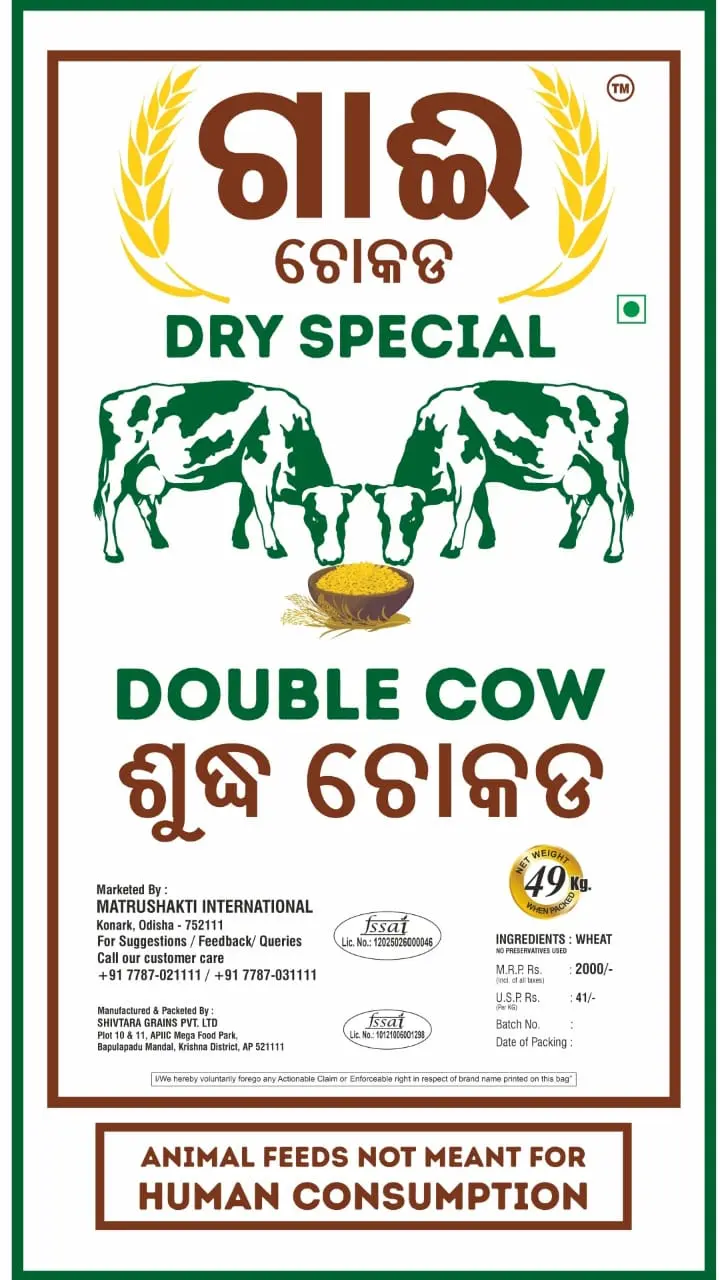 ଗାଈ
TM
ଚୋକଡ
DRY SPECIAL
DOUBLE COW
ଶୁଦ୍ଧ ଚୋକଡ
Marketed By :
MATRUSHAKTI INTERNATIONAL
Konark, Odisha - 752111
For Suggestions / Feedback/ Queries
Call our customer care
+91 7787-021111 / +91 7787-031111
fssai
Lic. No.: 12025026000046
Manufactured & Packeted By :
SHIVTARA GRAINS PVT. LTD
Plot 10 & 11, APIIC Mega Food Park,
Bapulapadu Mandal, Krishna District, AP 521111
fssai
Lic. No.: 10121006001298
NET WEIGHT
49 Kg.
WHEN PACKED
INGREDIENTS : WHEAT
NO PRESERVATIVES USED
M.R.P. Rs. : 2000/-
(Incl. of all taxes)
U.S.P. Rs. : 41/-
(Per KG)
Batch No. :
Date of Packing :
I/We hereby voluntarily forego any Actionable Claim or Enforceable right in respect of brand name printed on this bag"
ANIMAL FEEDS NOT MEANT FOR
HUMAN CONSUMPTION